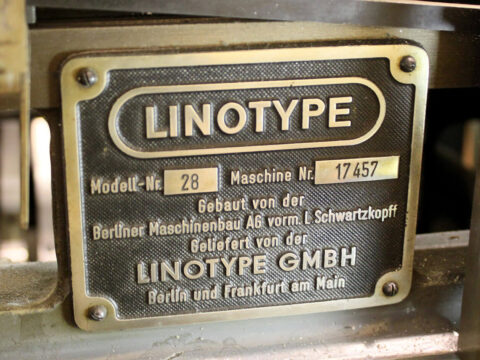 LINOTYPE
Modell-Nr. 28 Maschine Nr. 17457
Gebaut von der
Berliner Maschinenbau AG vorm. L. Schwartzkopff
Geliefert von der
LINOTYPE GMBH
Berlin und Frankfurt am Main